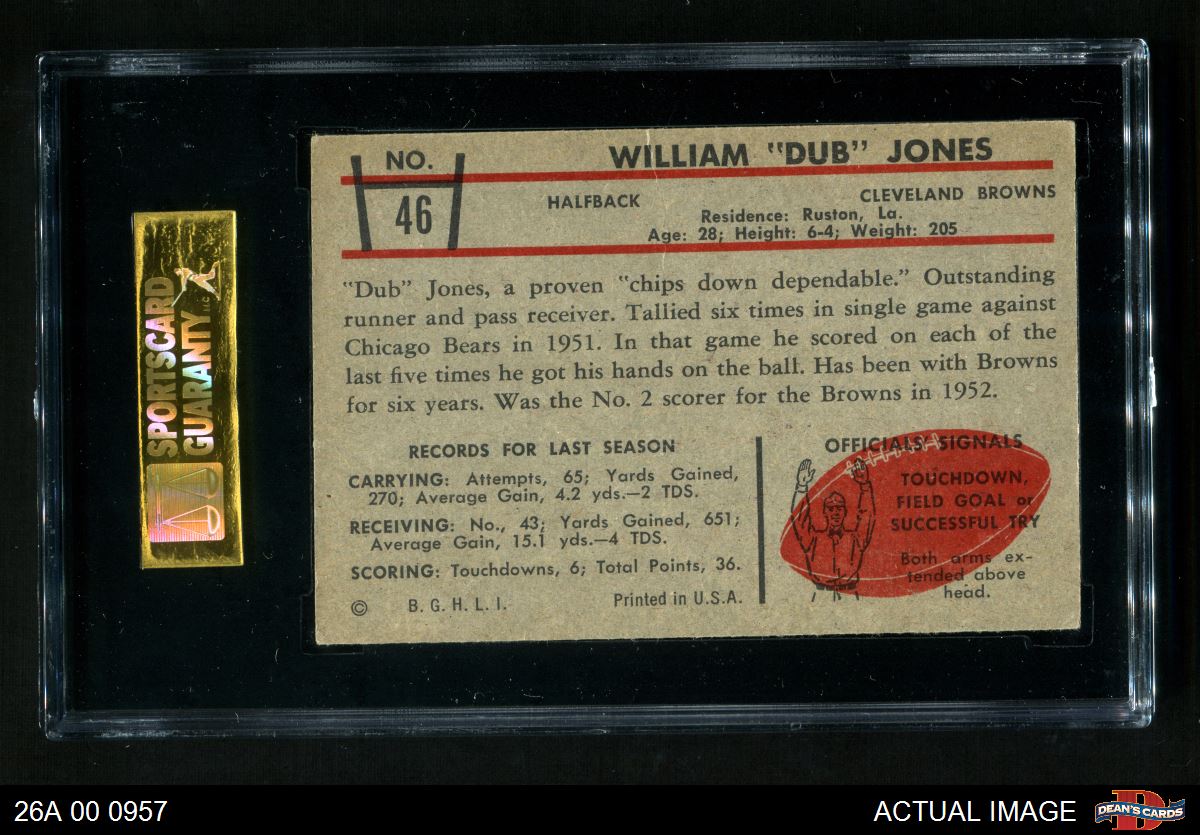 SPORTSCARD
GUARANTY LLC
NO.
46
WILLIAM "DUB" JONES
HALFBACK
CLEVELAND BROWNS
Residence: Ruston, La.
Age: 28; Height: 6-4; Weight: 205
"Dub" Jones, a proven "chips down dependable." Outstanding
runner and pass receiver. Tallied six times in single game against
Chicago Bears in 1951. In that game he scored on each of the
last five times he got his hands on the ball. Has been with Browns
for six years. Was the No. 2 scorer for the Browns in 1952.
RECORDS FOR LAST SEASON
CARRYING: Attempts, 65; Yards Gained,
270; Average Gain, 4.2 yds.—2 TDS.
RECEIVING: No., 43; Yards Gained, 651;
Average Gain, 15.1 yds.—4 TDS.
SCORING: Touchdowns, 6; Total Points, 36.
© B. G. H. L. I.
Printed in U.S.A.
OFFICIALS' SIGNALS
TOUCHDOWN,
FIELD GOAL or
SUCCESSFUL TRY
Both arms ex-
tended above
head.
26A 00 0957
ACTUAL IMAGE
D
DEAN'S CARDS